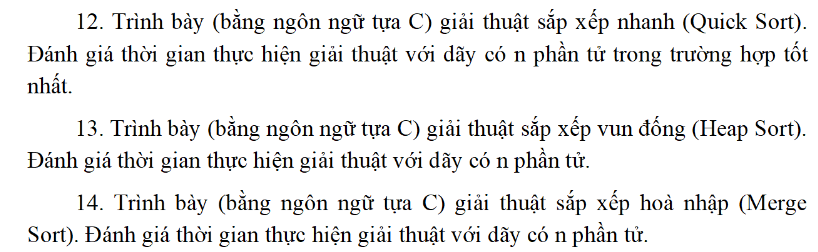 12. Trình bày (bằng ngôn ngữ tựa C) giải thuật sắp xếp nhanh (Quick Sort).
Đánh giá thời gian thực hiện giải thuật với dãy có n phần tử trong trường hợp tốt
nhất.
13. Trình bày (bằng ngôn ngữ tựa C) giải thuật sắp xếp vun đống (Heap Sort).
Đánh giá thời gian thực hiện giải thuật với dãy có n phần tử.
14. Trình bày (bằng ngôn ngữ tựa C) giải thuật sắp xếp hoà nhập (Merge
Sort). Đánh giá thời gian thực hiện giải thuật với dãy có n phần tử.